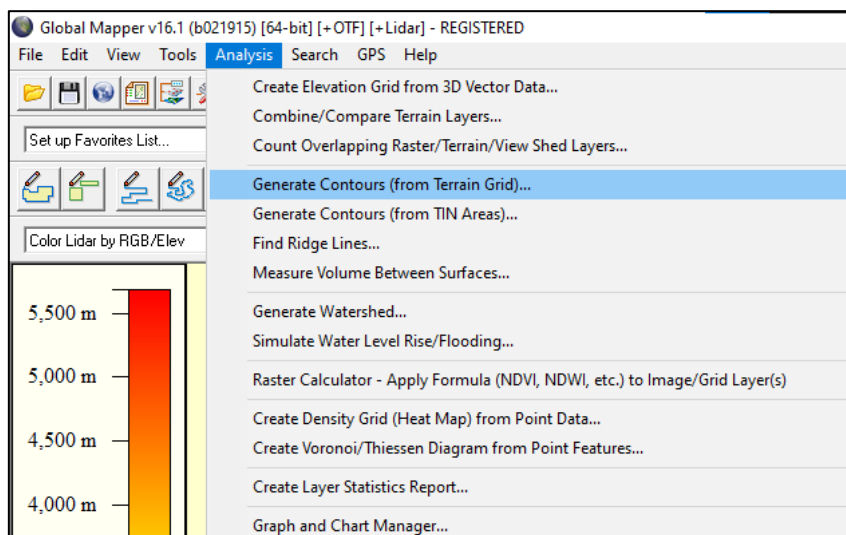 Global Mapper v16.1 (b021915) [64-bit] [+OTF] [+Lidar] - REGISTERED
File Edit View Tools Analysis Search GPS Help
Create Elevation Grid from 3D Vector Data...
Combine/Compare Terrain Layers...
Set up Favorites List...
Count Overlapping Raster/Terrain/View Shed Layers...
Generate Contours (from Terrain Grid)...
Generate Contours (from TIN Areas)...
Color Lidar by RGB/Elev
Find Ridge Lines...
Measure Volume Between Surfaces...
5,500 m
Generate Watershed...
Simulate Water Level Rise/Flooding...
5,000 m
Raster Calculator - Apply Formula (NDVI, NDWI, etc.) to Image/Grid Layer(s)
Create Density Grid (Heat Map) from Point Data...
4,500 m
Create Voronoi/Thiessen Diagram from Point Features...
Create Layer Statistics Report...
4,000 m
Graph and Chart Manager...